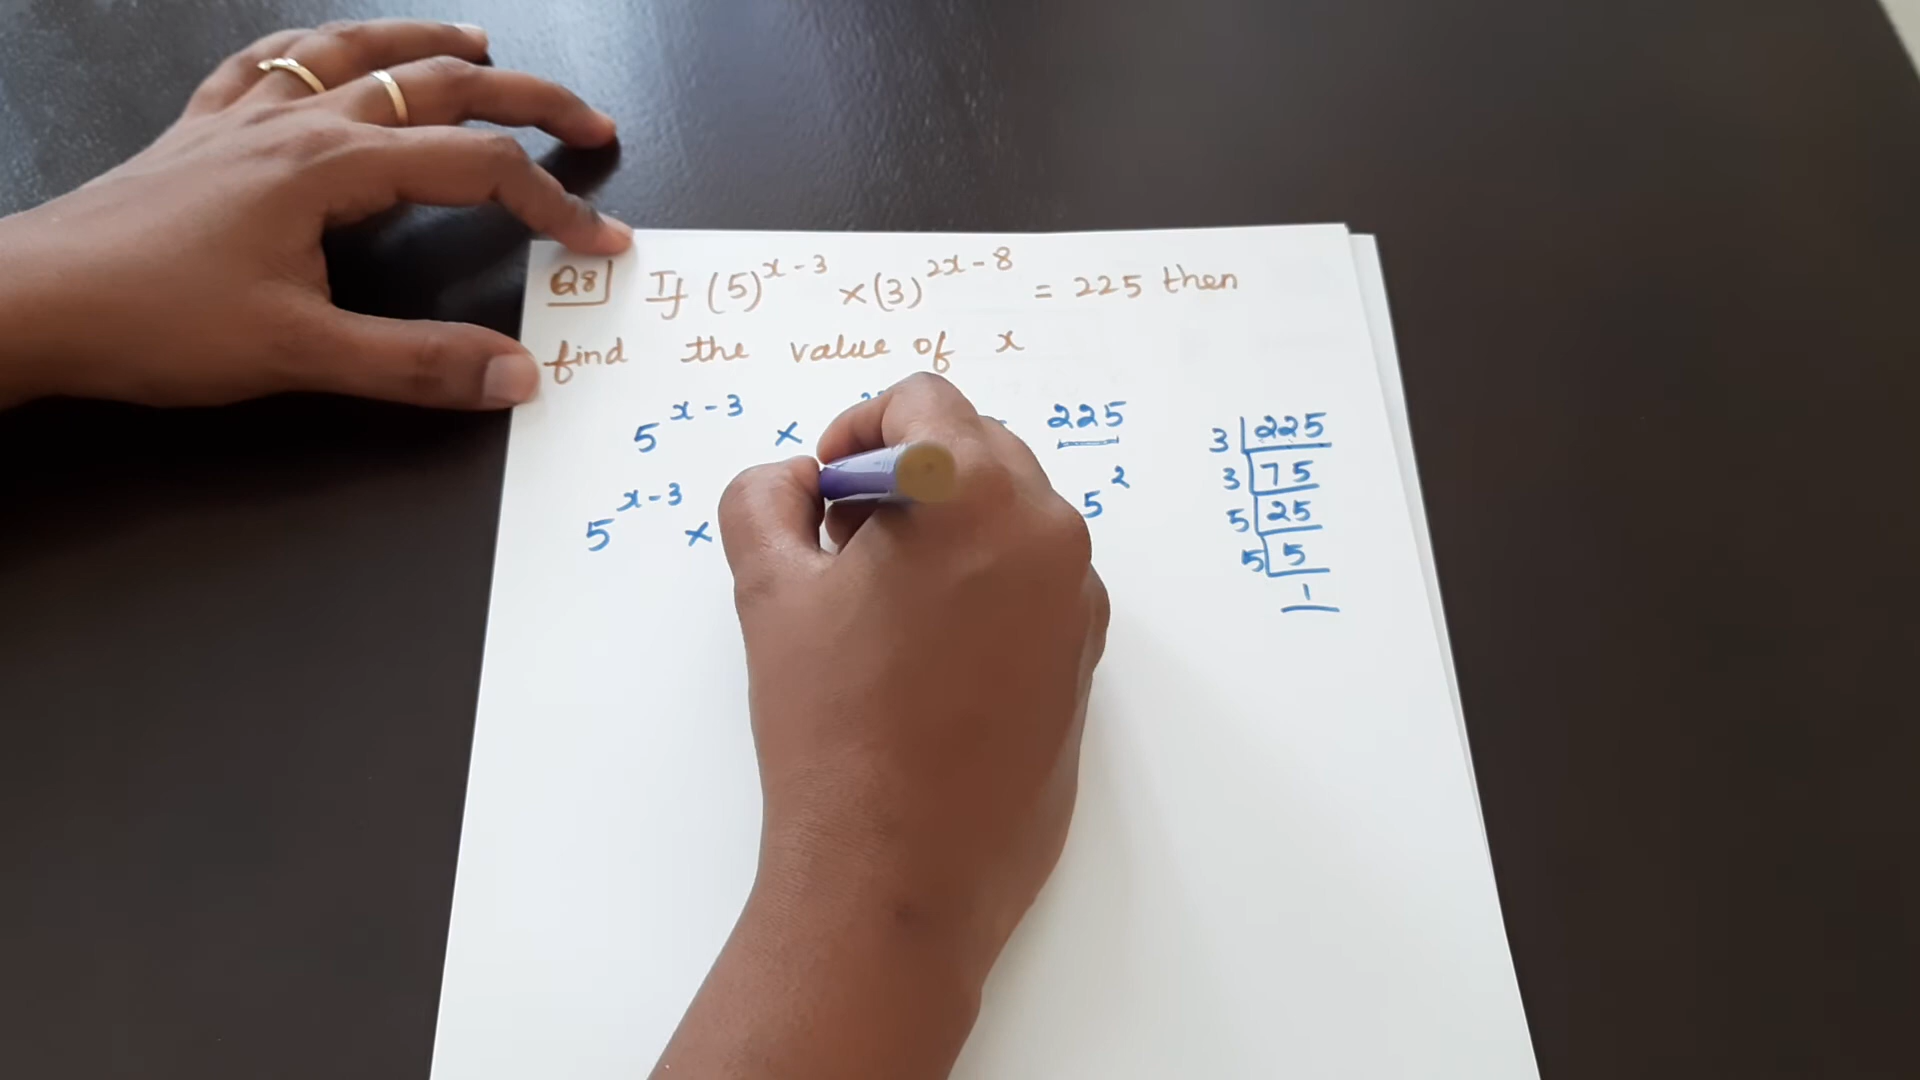 Q8 If (5)^{x-3} × (3)^{2x-8} = 225 then
find the value of x
5^{x-3} × 225
5^{x-3} × 5^2
3 225
3 75
5 25
5 5
1